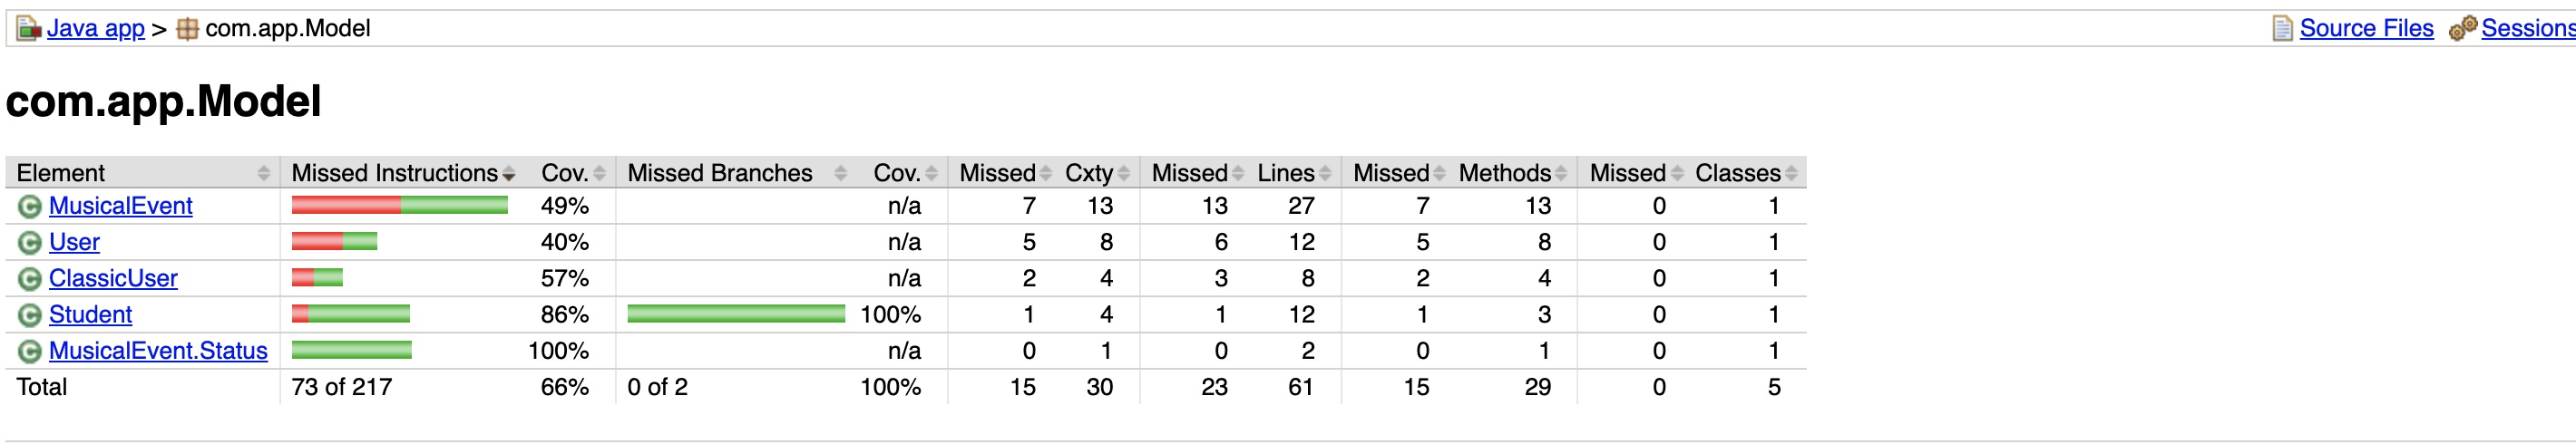 Java app > com.app.Model Source Files Sessions
com.app.Model
Element Missed Instructions Cov. Missed Branches Cov. Missed Cxty Missed Lines Missed Methods Missed Classes
MusicalEvent 49% n/a 7 13 13 27 7 13 0 1
User 40% n/a 5 8 6 12 5 8 0 1
ClassicUser 57% n/a 2 4 3 8 2 4 0 1
Student 86% 100% 1 4 1 12 1 3 0 1
MusicalEvent.Status 100% n/a 0 1 0 2 0 1 0 1
Total 73 of 217 66% 0 of 2 100% 15 30 23 61 15 29 0 5